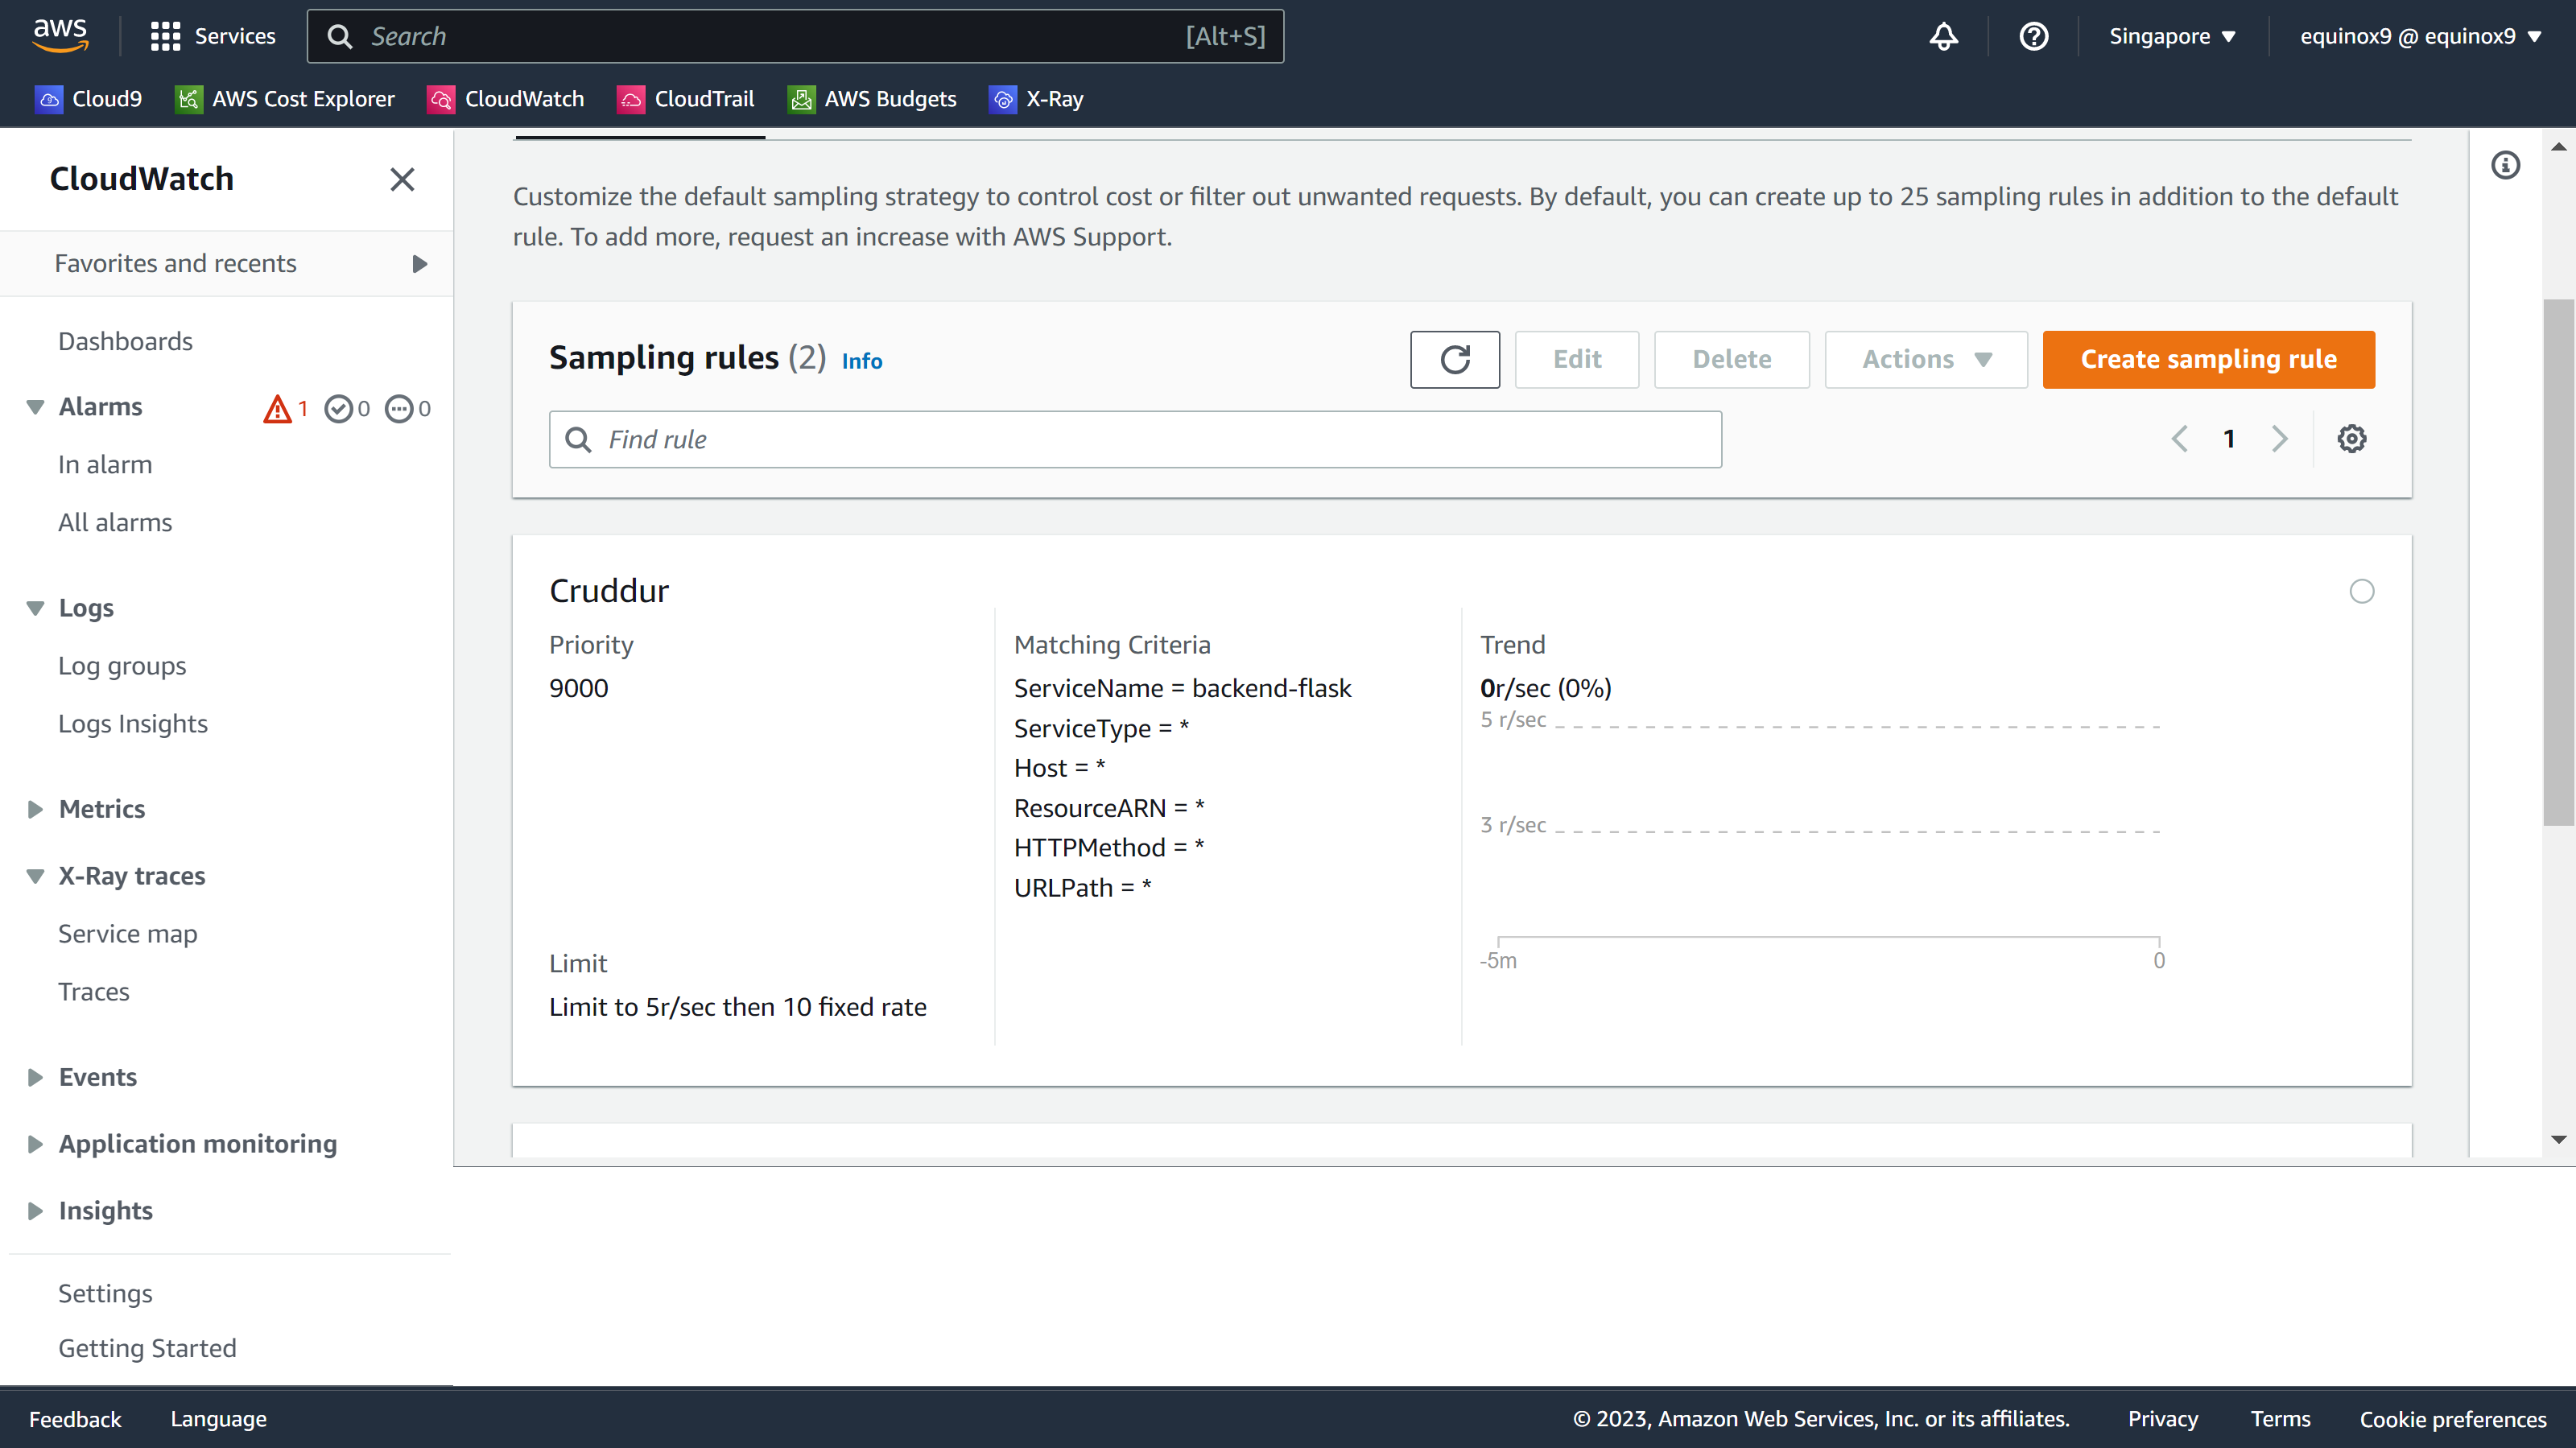 aws
Services
Search [Alt+S]
Singapore
equinox9 @ equinox9
Cloud9
AWS Cost Explorer
CloudWatch
CloudTrail
AWS Budgets
X-Ray
CloudWatch
Favorites and recents
Dashboards
Alarms 1 0 0
In alarm
All alarms
Logs
Log groups
Logs Insights
Metrics
X-Ray traces
Service map
Traces
Events
Application monitoring
Insights
Settings
Getting Started
Customize the default sampling strategy to control cost or filter out unwanted requests. By default, you can create up to 25 sampling rules in addition to the default
rule. To add more, request an increase with AWS Support.
Sampling rules (2) Info
Edit
Delete
Actions
Create sampling rule
Find rule
1
Cruddur
Priority
9000
Limit
Limit to 5r/sec then 10 fixed rate
Matching Criteria
ServiceName = backend-flask
ServiceType = *
Host = *
ResourceARN = *
HTTPMethod = *
URLPath = *
Trend
0r/sec (0%)
5 r/sec
3 r/sec
-5m 0
Feedback
Language
© 2023, Amazon Web Services, Inc. or its affiliates.
Privacy
Terms
Cookie preferences